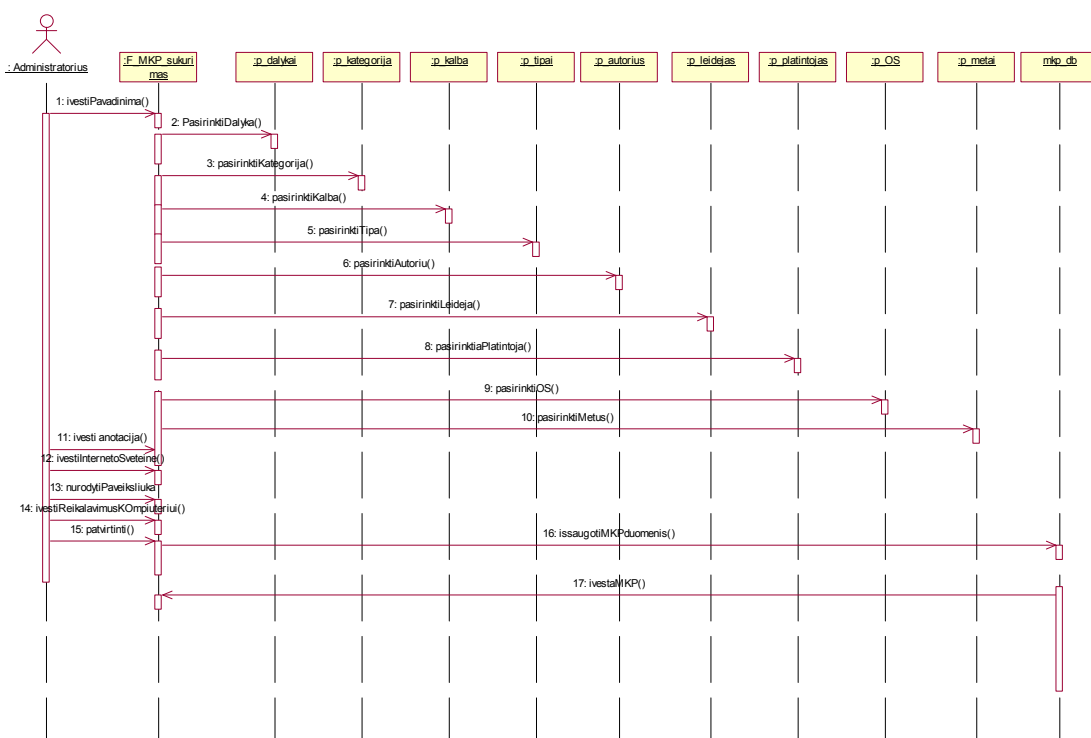 : Administratorius
:F_MKP_sukuri
mas
:p_dalykai
:p_kategorija
:p_kalba
:p_tipai
:p_autorius
:p_leidejas
:p_platintojas
:p_OS
:p_metai
mkp_db
1: ivestiPavadinima()
2: PasirinktiDalyka()
3: pasirinktiKategorija()
4: pasirinktiKalba()
5: pasirinktiTipa()
6: pasirinktiAutoriu()
7: pasirinktiLeideja()
8: pasirinktiaPlatintoja()
9: pasirinktiOS()
10: pasirinktiMetus()
11: ivesti anotacija()
12: ivestiInternetoSveteine()
13: nurodytiPaveiksliuka
14: ivestiReikalavimusKOmpiuteriui()
15: patvirtinti()
16: issaugotiMKPduomenis()
17: ivestaMKP()